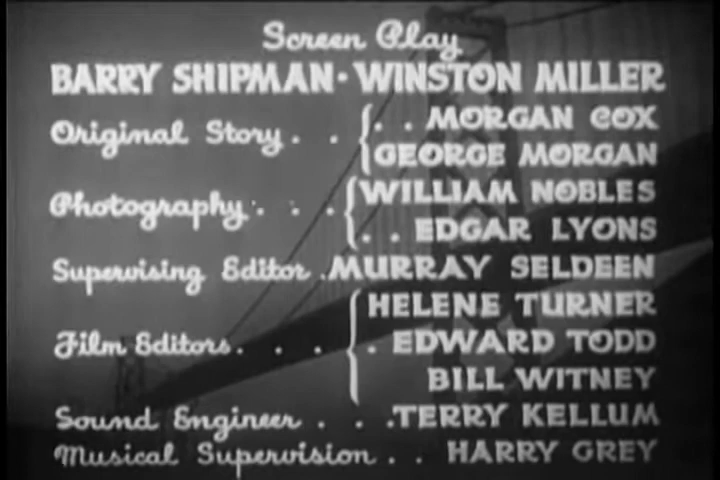 Screen Play
BARRY SHIPMAN · WINSTON MILLER
Original Story . . { . . MORGAN COX
GEORGE MORGAN
Photography . . . { WILLIAM NOBLES
. . EDGAR LYONS
Supervising Editor . MURRAY SELDEEN
HELENE TURNER
Film Editors . . . { . EDWARD TODD
BILL WITNEY
Sound Engineer . . . TERRY KELLUM
Musical Supervision . . HARRY GREY